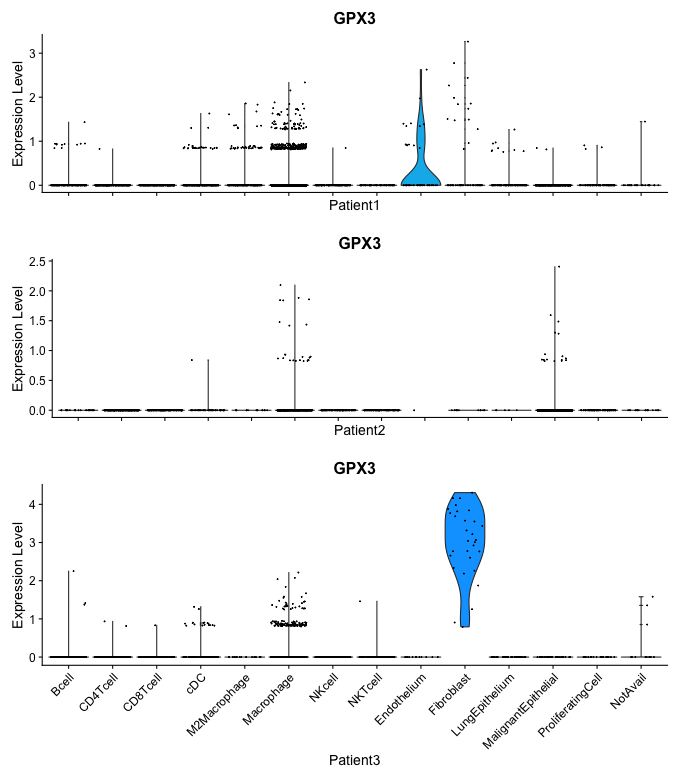 GPX3
Expression Level
3
2
1
0
Patient1
GPX3
Expression Level
2.5
2.0
1.5
1.0
0.5
0.0
Patient2
GPX3
Expression Level
4
3
2
1
0
Bcell
CD4Tcell
CD8Tcell
cDC
M2Macrophage
Macrophage
NKcell
NKTcell
Endothelium
Fibroblast
LungEpithelium
MalignantEpithelial
ProliferatingCell
NotAvail
Patient3